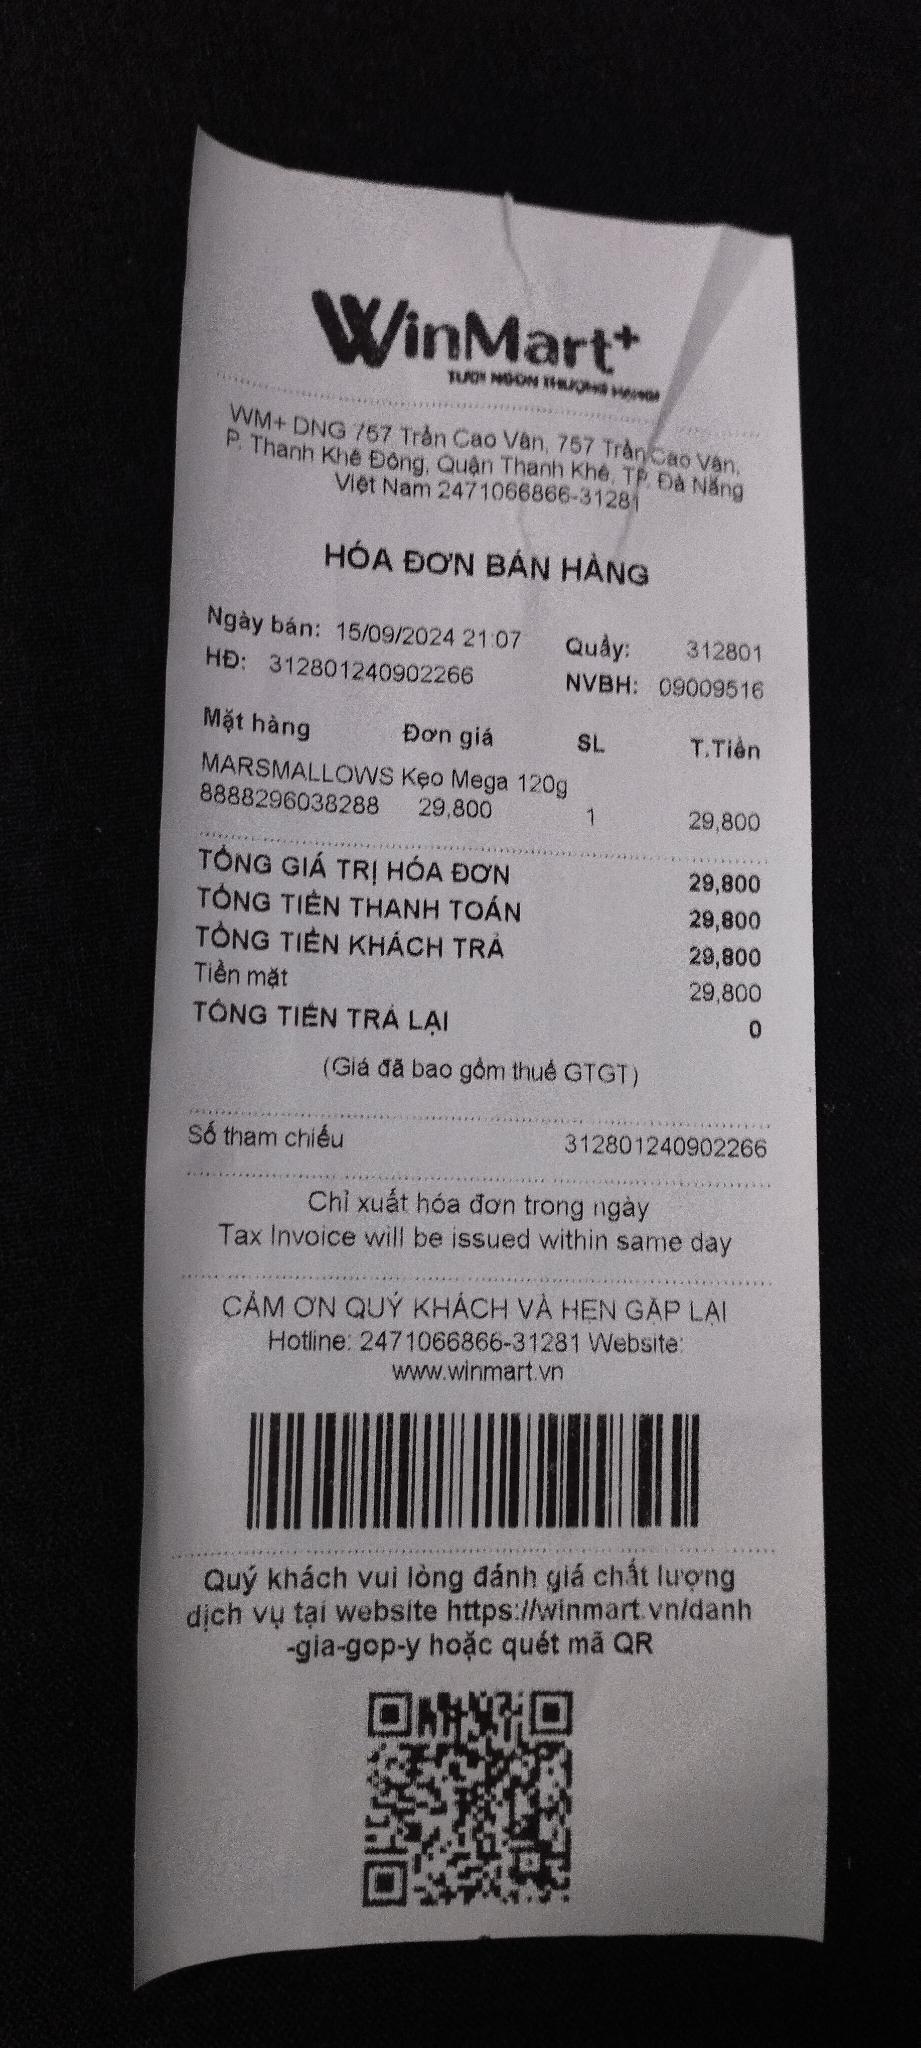 WinMart+
TƯƠI NGON THƯỢNG HẠNG
WM+ DNG 757 Trần Cao Vân, 757 Trần Cao Vân,
P. Thanh Khê Đông, Quận Thanh Khê, TP. Đà Nẵng
Việt Nam 2471066866-31281
HÓA ĐƠN BÁN HÀNG
Ngày bán: 15/09/2024 21:07 Quầy: 312801
HĐ: 312801240902266 NVBH: 09009516
Mặt hàng Đơn giá SL T.Tiền
MARSMALLOWS Kẹo Mega 120g
8888296038288 29,800 1 29,800
TỔNG GIÁ TRỊ HÓA ĐƠN 29,800
TỔNG TIỀN THANH TOÁN 29,800
TỔNG TIỀN KHÁCH TRẢ 29,800
Tiền mặt 29,800
TỔNG TIỀN TRẢ LẠI 0
(Giá đã bao gồm thuế GTGT)
Số tham chiếu 312801240902266
Chỉ xuất hóa đơn trong ngày
Tax Invoice will be issued within same day
CẢM ƠN QUÝ KHÁCH VÀ HẸN GẶP LẠI
Hotline: 2471066866-31281 Website:
www.winmart.vn
Quý khách vui lòng đánh giá chất lượng
dịch vụ tại website https://winmart.vn/danh
-gia-gop-y hoặc quét mã QR